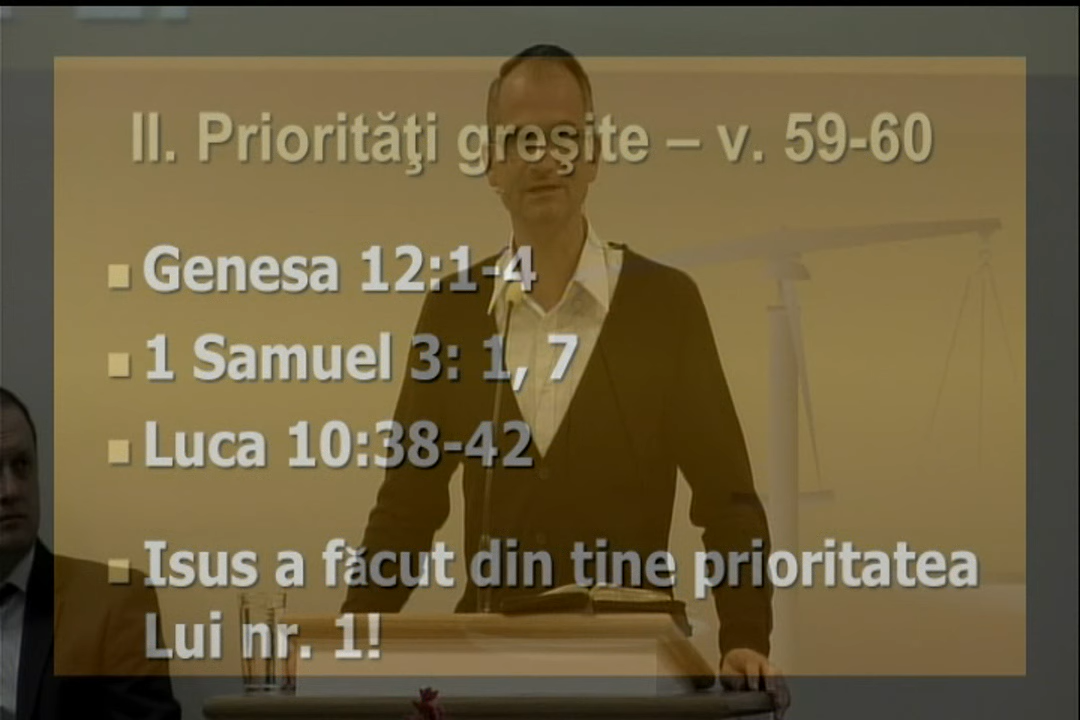 II. Priorităţi greşite – v. 59-60
Genesa 12:1-4
1 Samuel 3: 1, 7
Luca 10:38-42
Isus a făcut din tine prioritatea
Lui nr. 1!